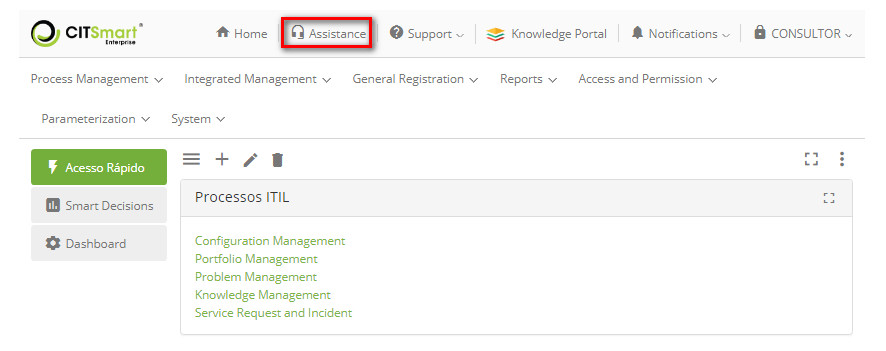 CITSmart®
Enterprise
Home Assistance Support Knowledge Portal Notifications CONSULTOR
Process Management Integrated Management General Registration Reports Access and Permission
Parameterization System
Acesso Rápido
Smart Decisions
Dashboard
Processos ITIL
Configuration Management
Portfolio Management
Problem Management
Knowledge Management
Service Request and Incident